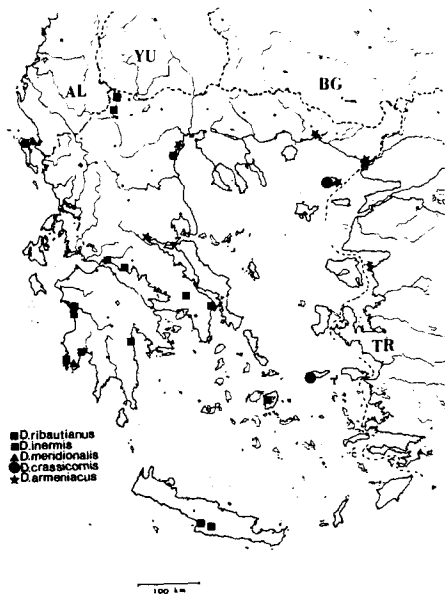 YU
AL
BG
TR
D.ribautianus
D.inermis
D.meridionalis
D.crassicornis
D.armeniacus
100 km